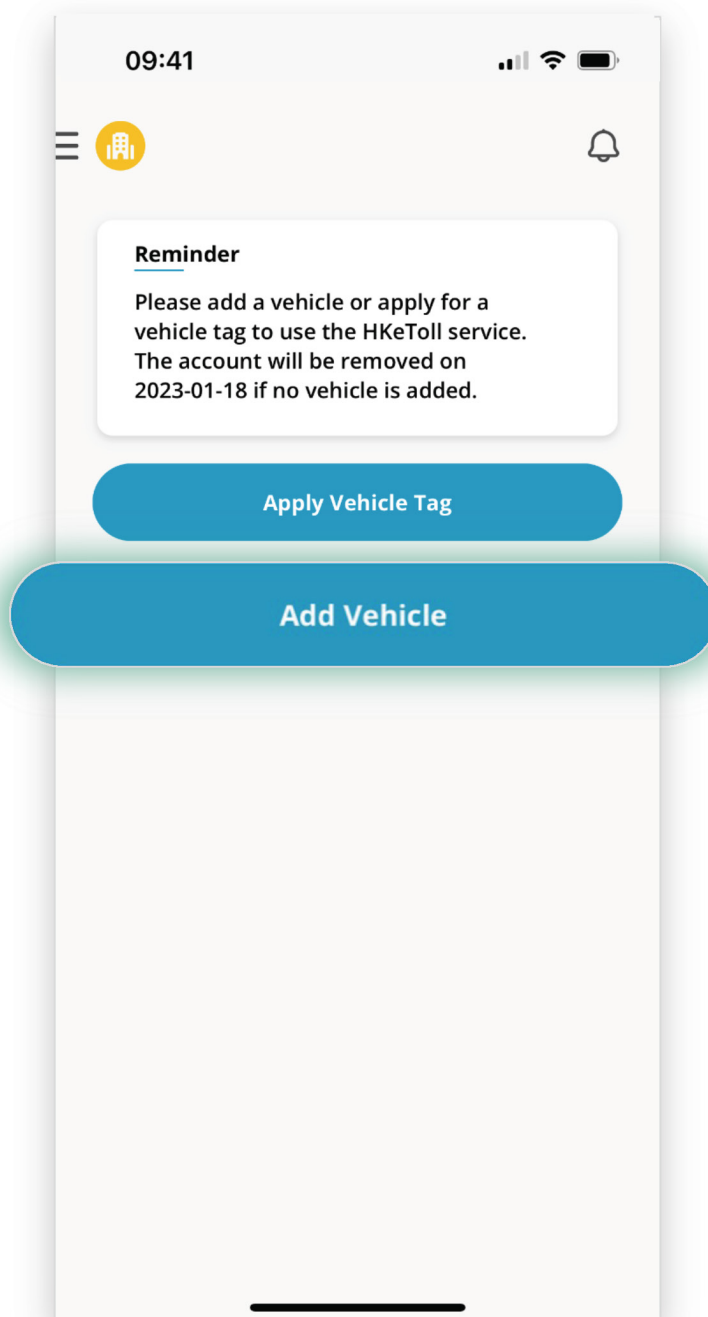 09:41
Reminder
Please add a vehicle or apply for a
vehicle tag to use the HKeToll service.
The account will be removed on
2023-01-18 if no vehicle is added.
Apply Vehicle Tag
Add Vehicle